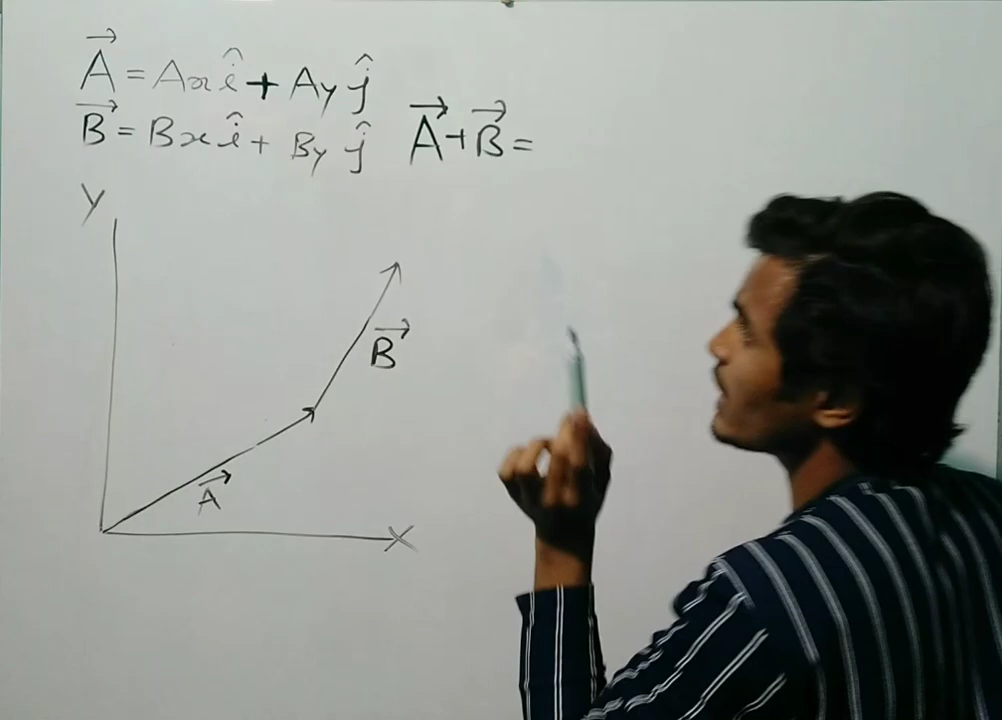 A⃗ = Ax î + Ay ĵ
B⃗ = Bx î + By ĵ
A⃗ + B⃗ =
Y
B⃗
A⃗
X